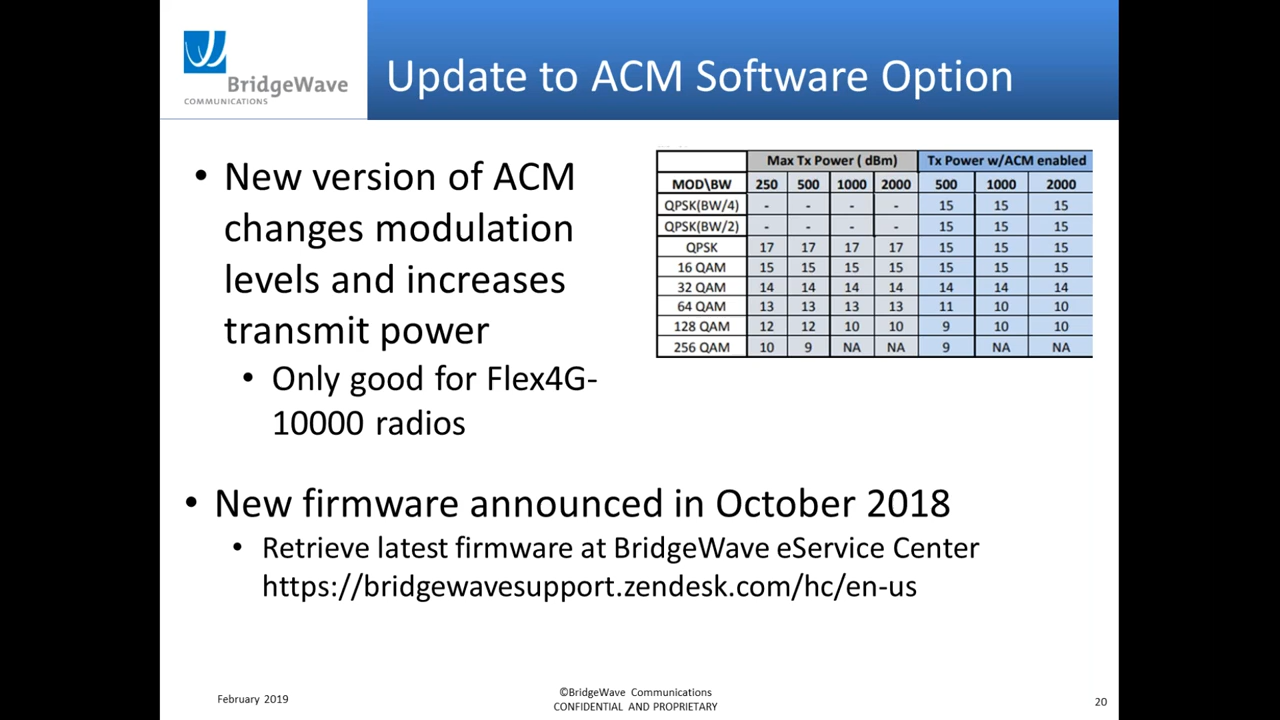 BridgeWave
COMMUNICATIONS
Update to ACM Software Option
• New version of ACM
changes modulation
levels and increases
transmit power
• Only good for Flex4G-
10000 radios
Max Tx Power ( dBm) Tx Power w/ACM enabled
MOD\BW 250 500 1000 2000 500 1000 2000
QPSK(BW/4) - - - - 15 15 15
QPSK(BW/2) - - - - 15 15 15
QPSK 17 17 17 17 15 15 15
16 QAM 15 15 15 15 15 15 15
32 QAM 14 14 14 14 14 14 14
64 QAM 13 13 13 13 11 10 10
128 QAM 12 12 10 10 9 10 10
256 QAM 10 9 NA NA 9 NA NA
• New firmware announced in October 2018
• Retrieve latest firmware at BridgeWave eService Center
https://bridgewavesupport.zendesk.com/hc/en-us
February 2019
©BridgeWave Communications
CONFIDENTIAL AND PROPRIETARY
20